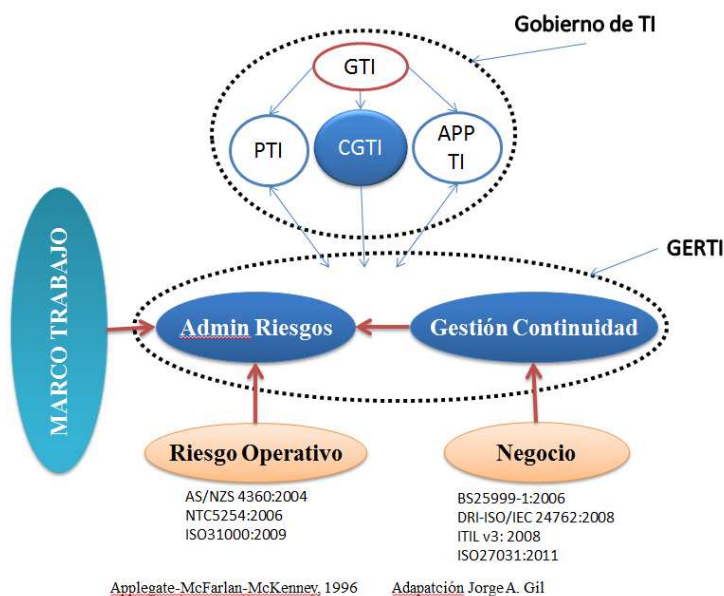 Gobierno de TI
GTI
PTI
CGTI
APP
TI
GERTI
MARCO TRABAJO
Admin Riesgos
Gestión Continuidad
Riesgo Operativo
Negocio
AS/NZS 4360:2004
NTC5254:2006
ISO31000:2009
BS25999-1:2006
DRI-ISO/IEC 24762:2008
ITIL v3: 2008
ISO27031:2011
Applegate-McFarlan-McKenney, 1996
Adapatción Jorge A. Gil